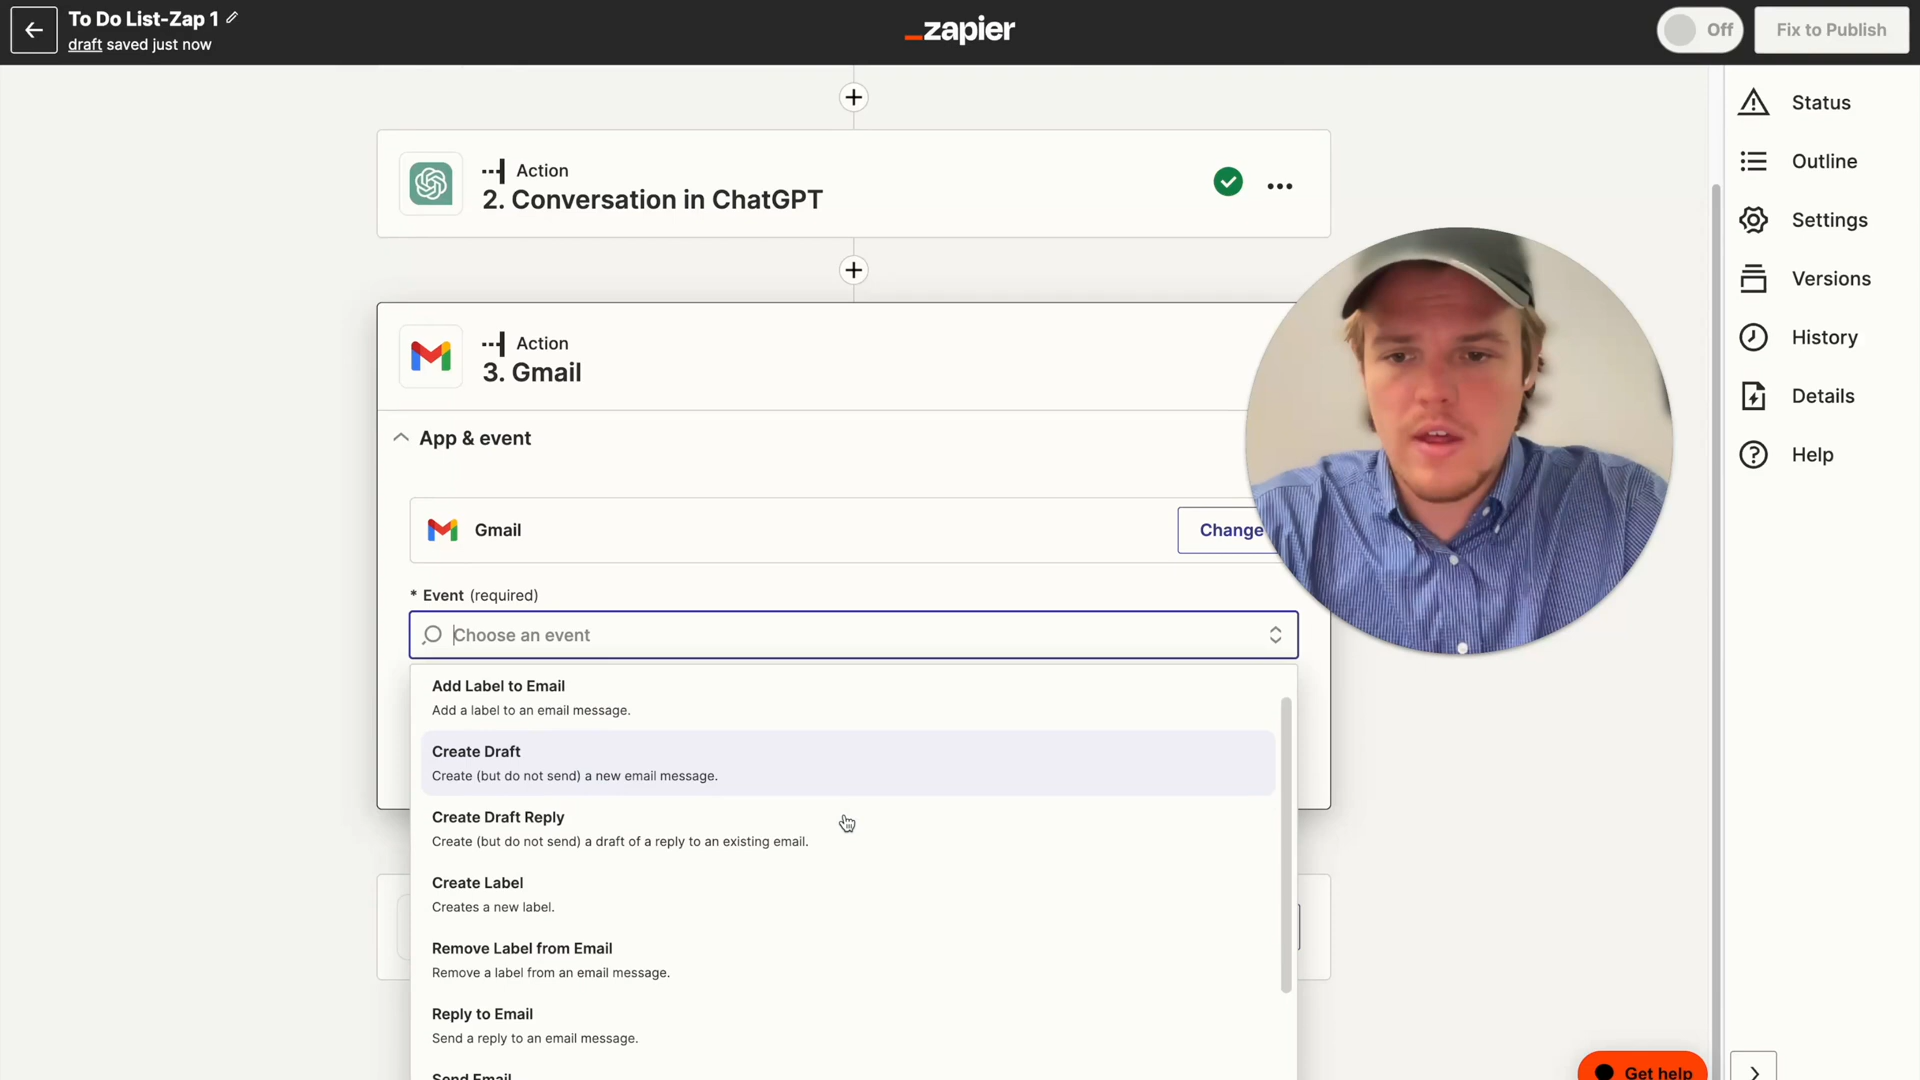 To Do List-Zap 1
draft saved just now
zapier
Off
Fix to Publish
Action
2. Conversation in ChatGPT
Action
3. Gmail
App & event
Gmail
Change
* Event (required)
Choose an event
Add Label to Email
Add a label to an email message.
Create Draft
Create (but do not send) a new email message.
Create Draft Reply
Create (but do not send) a draft of a reply to an existing email.
Create Label
Creates a new label.
Remove Label from Email
Remove a label from an email message.
Reply to Email
Send a reply to an email message.
Send Email
Status
Outline
Settings
Versions
History
Details
Help
Get help